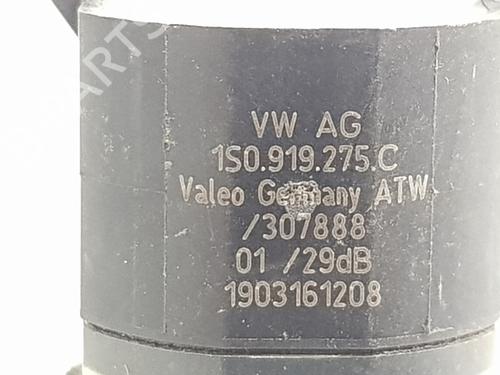 VW AG
1S0.919.275.C
Valeo Germany ATW
/307888
01 /29dB
1903161208